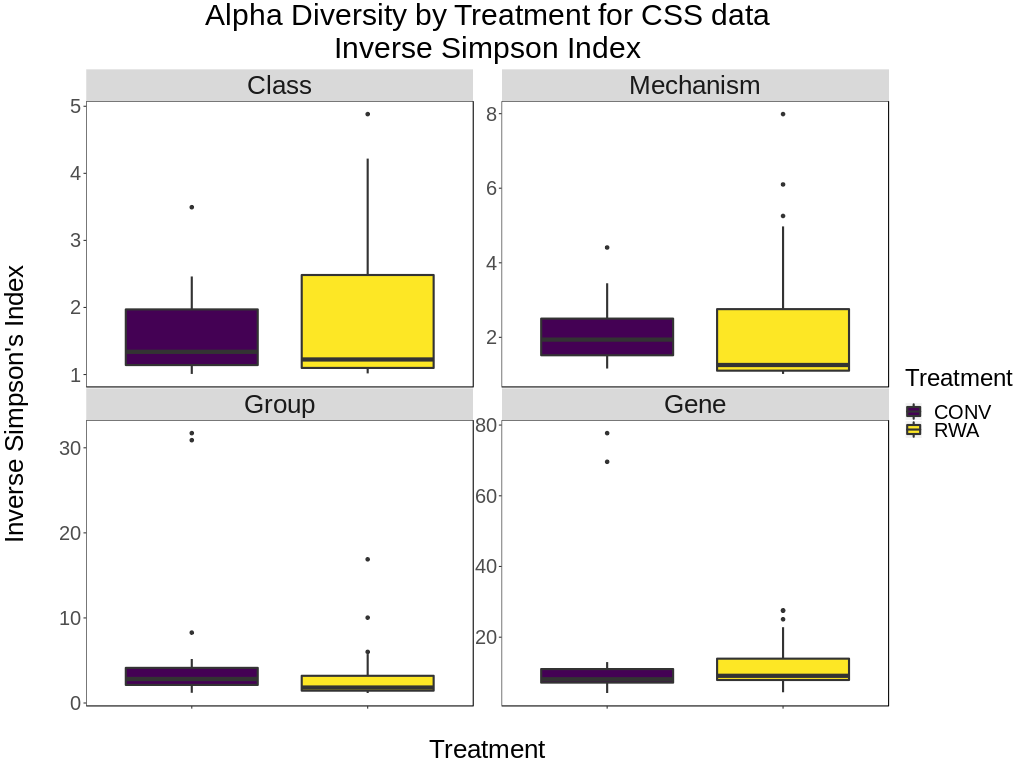 Alpha Diversity by Treatment for CSS data
Inverse Simpson Index
Class
Mechanism
5
4
3
2
1
8
6
4
2
Inverse Simpson's Index
Group
Gene
30
20
10
0
80
60
40
20
Treatment
CONV
RWA
Treatment